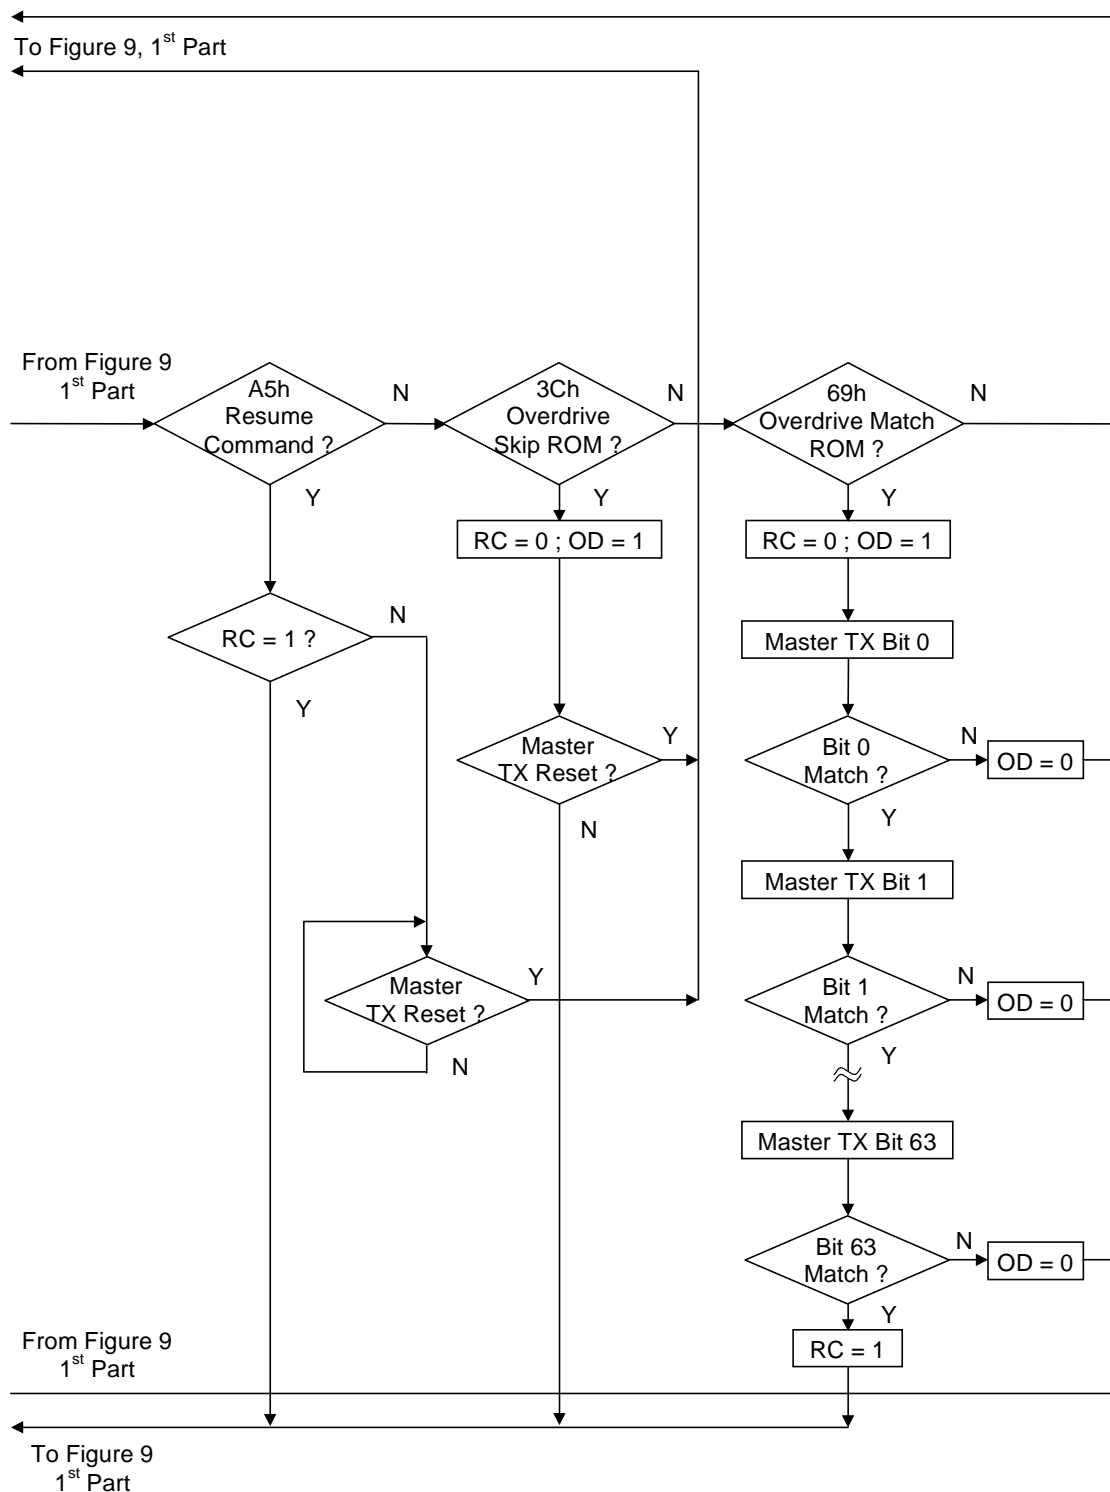 To Figure 9, 1st Part
From Figure 9
1st Part
A5h
Resume
Command ?
N
3Ch
Overdrive
Skip ROM ?
N
69h
Overdrive Match
ROM ?
N
Y
Y
Y
RC = 0 ; OD = 1
RC = 0 ; OD = 1
RC = 1 ?
N
Y
Master TX Bit 0
Master
TX Reset ?
Y
N
Bit 0
Match ?
N
OD = 0
Y
Master TX Bit 1
Master
TX Reset ?
Y
N
Bit 1
Match ?
N
OD = 0
Y
Master TX Bit 63
Bit 63
Match ?
N
OD = 0
Y
RC = 1
From Figure 9
1st Part
To Figure 9
1st Part